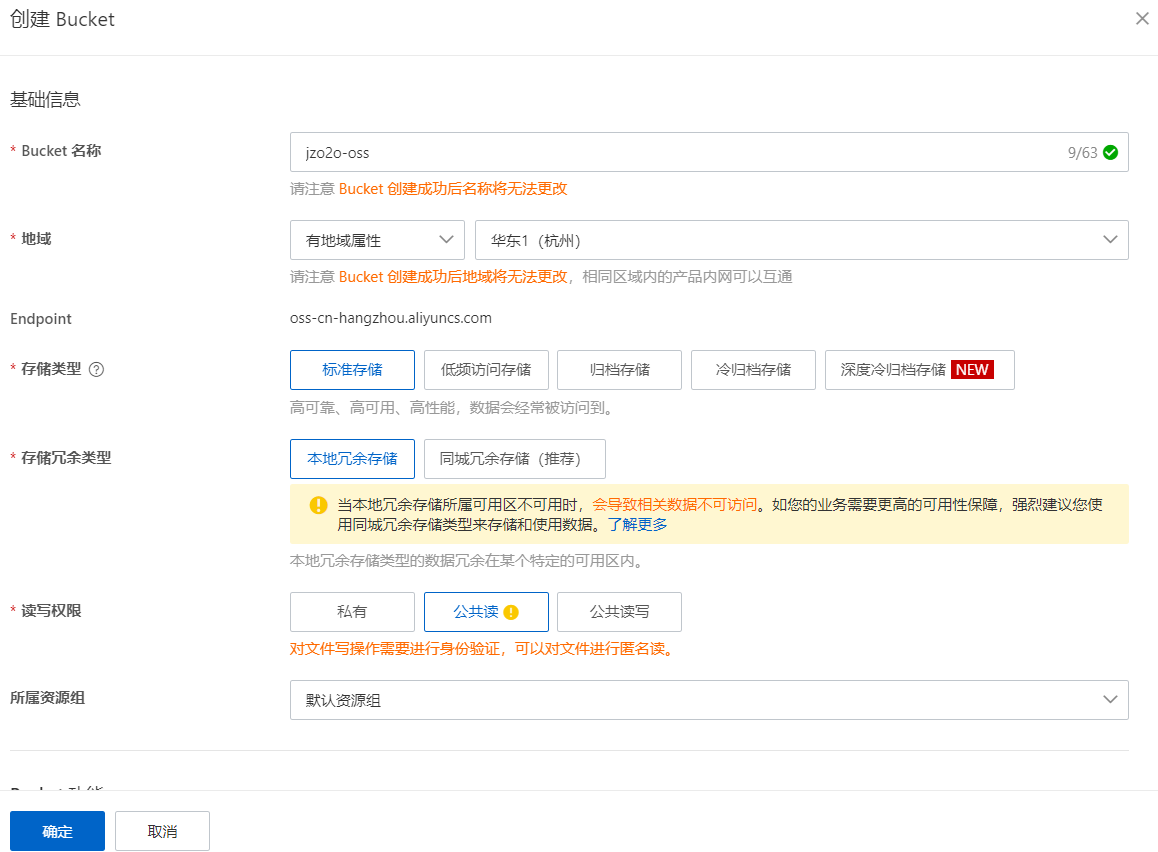 创建 Bucket
基础信息
* Bucket 名称
jzo2o-oss
9/63
请注意 Bucket 创建成功后名称将无法更改
* 地域
有地域属性
华东1（杭州）
请注意 Bucket 创建成功后地域将无法更改，相同区域内的产品内网可以互通
Endpoint
oss-cn-hangzhou.aliyuncs.com
* 存储类型 ?
标准存储
低频访问存储
归档存储
冷归档存储
深度冷归档存储 NEW
高可靠、高可用、高性能，数据会经常被访问到。
* 存储冗余类型
本地冗余存储
同城冗余存储（推荐）
当本地冗余存储所属可用区不可用时，会导致相关数据不可访问。如您的业务需要更高的可用性保障，强烈建议您使
用同城冗余存储类型来存储和使用数据。了解更多
本地冗余存储类型的数据冗余在某个特定的可用区内。
* 读写权限
私有
公共读
公共读写
对文件写操作需要进行身份验证，可以对文件进行匿名读。
所属资源组
默认资源组
确定
取消